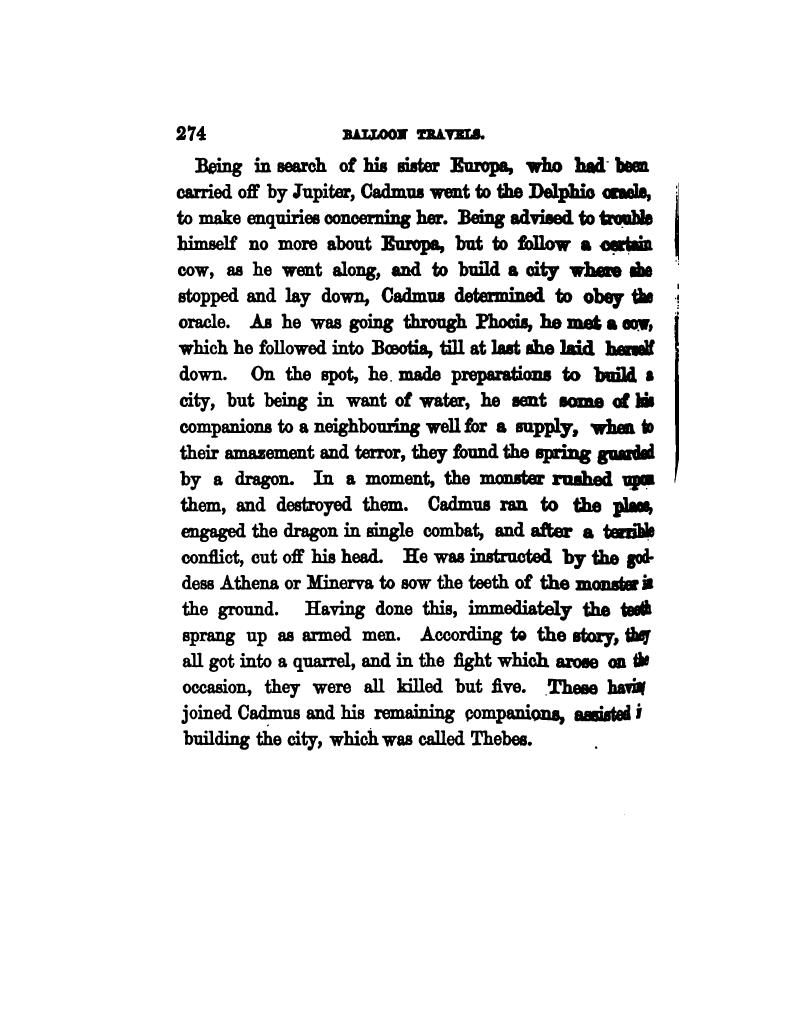 274 BALLOON TRAVELS.
Being in search of his sister Europa, who had been
carried off by Jupiter, Cadmus went to the Delphic oracle,
to make enquiries concerning her. Being advised to trouble
himself no more about Europa, but to follow a certain
cow, as he went along, and to build a city where she
stopped and lay down, Cadmus determined to obey the
oracle. As he was going through Phocis, he met a cow,
which he followed into Bœotia, till at last she laid herself
down. On the spot, he made preparations to build a
city, but being in want of water, he sent some of his
companions to a neighbouring well for a supply, when to
their amazement and terror, they found the spring guarded
by a dragon. In a moment, the monster rushed upon
them, and destroyed them. Cadmus ran to the place,
engaged the dragon in single combat, and after a terrible
conflict, cut off his head. He was instructed by the god-
dess Athena or Minerva to sow the teeth of the monster in
the ground. Having done this, immediately the teeth
sprang up as armed men. According to the story, they
all got into a quarrel, and in the fight which arose on the
occasion, they were all killed but five. These having
joined Cadmus and his remaining companions, assisted i
building the city, which was called Thebes.